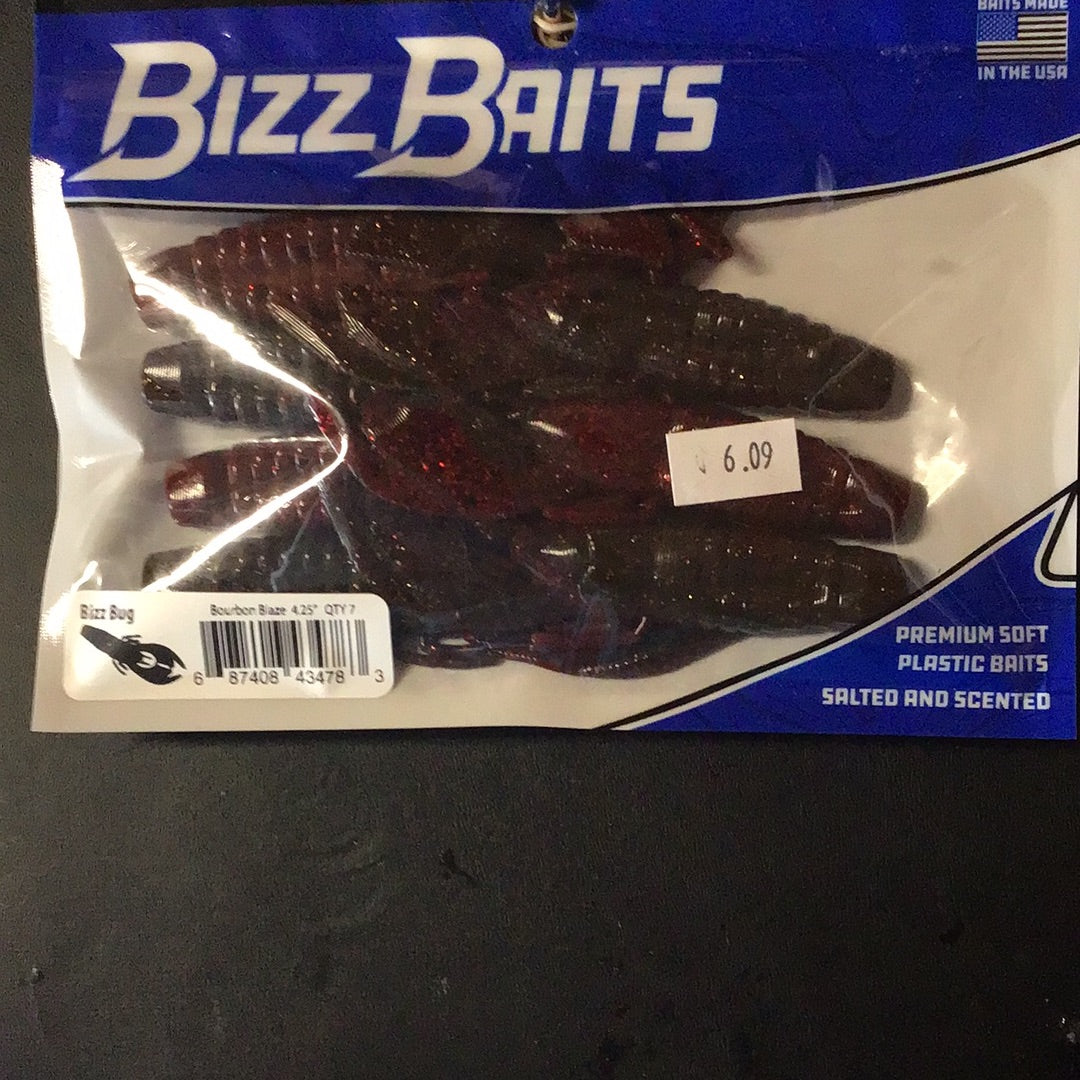 BIZZ BAITS
BAITS MADE
IN THE USA
6.09
Bizz Bug
Bourbon Blaze 4.25" QTY 7
6 87408 43478 3
PREMIUM SOFT
PLASTIC BAITS
SALTED AND SCENTED